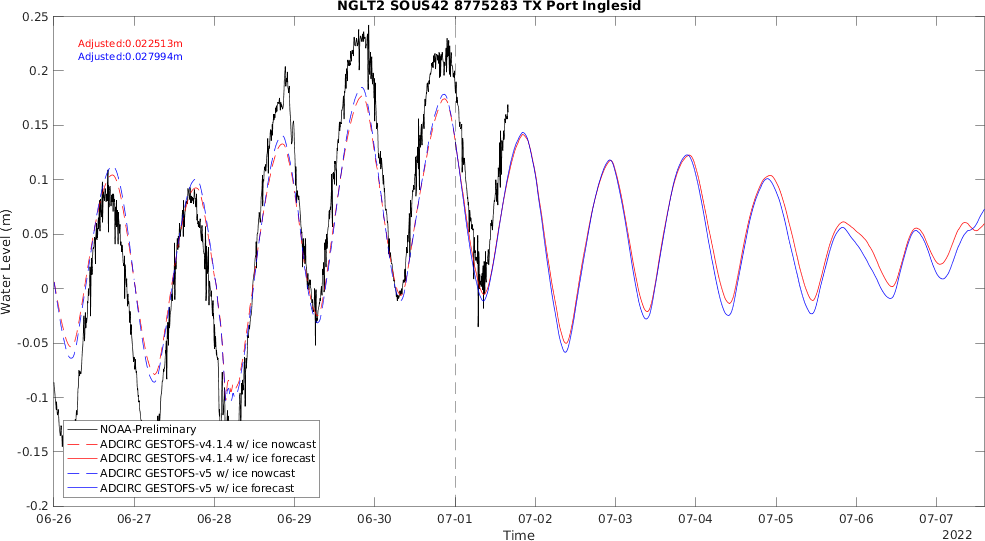 NGLT2 SOUS42 8775283 TX Port Inglesid
Adjusted:0.022513m
Adjusted:0.027994m
Water Level (m)
0.25
0.2
0.15
0.1
0.05
0
-0.05
-0.1
-0.15
-0.2
NOAA-Preliminary
ADCIRC GESTOFS-v4.1.4 w/ ice nowcast
ADCIRC GESTOFS-v4.1.4 w/ ice forecast
ADCIRC GESTOFS-v5 w/ ice nowcast
ADCIRC GESTOFS-v5 w/ ice forecast
06-26 06-27 06-28 06-29 06-30 07-01 07-02 07-03 07-04 07-05 07-06 07-07
Time
2022